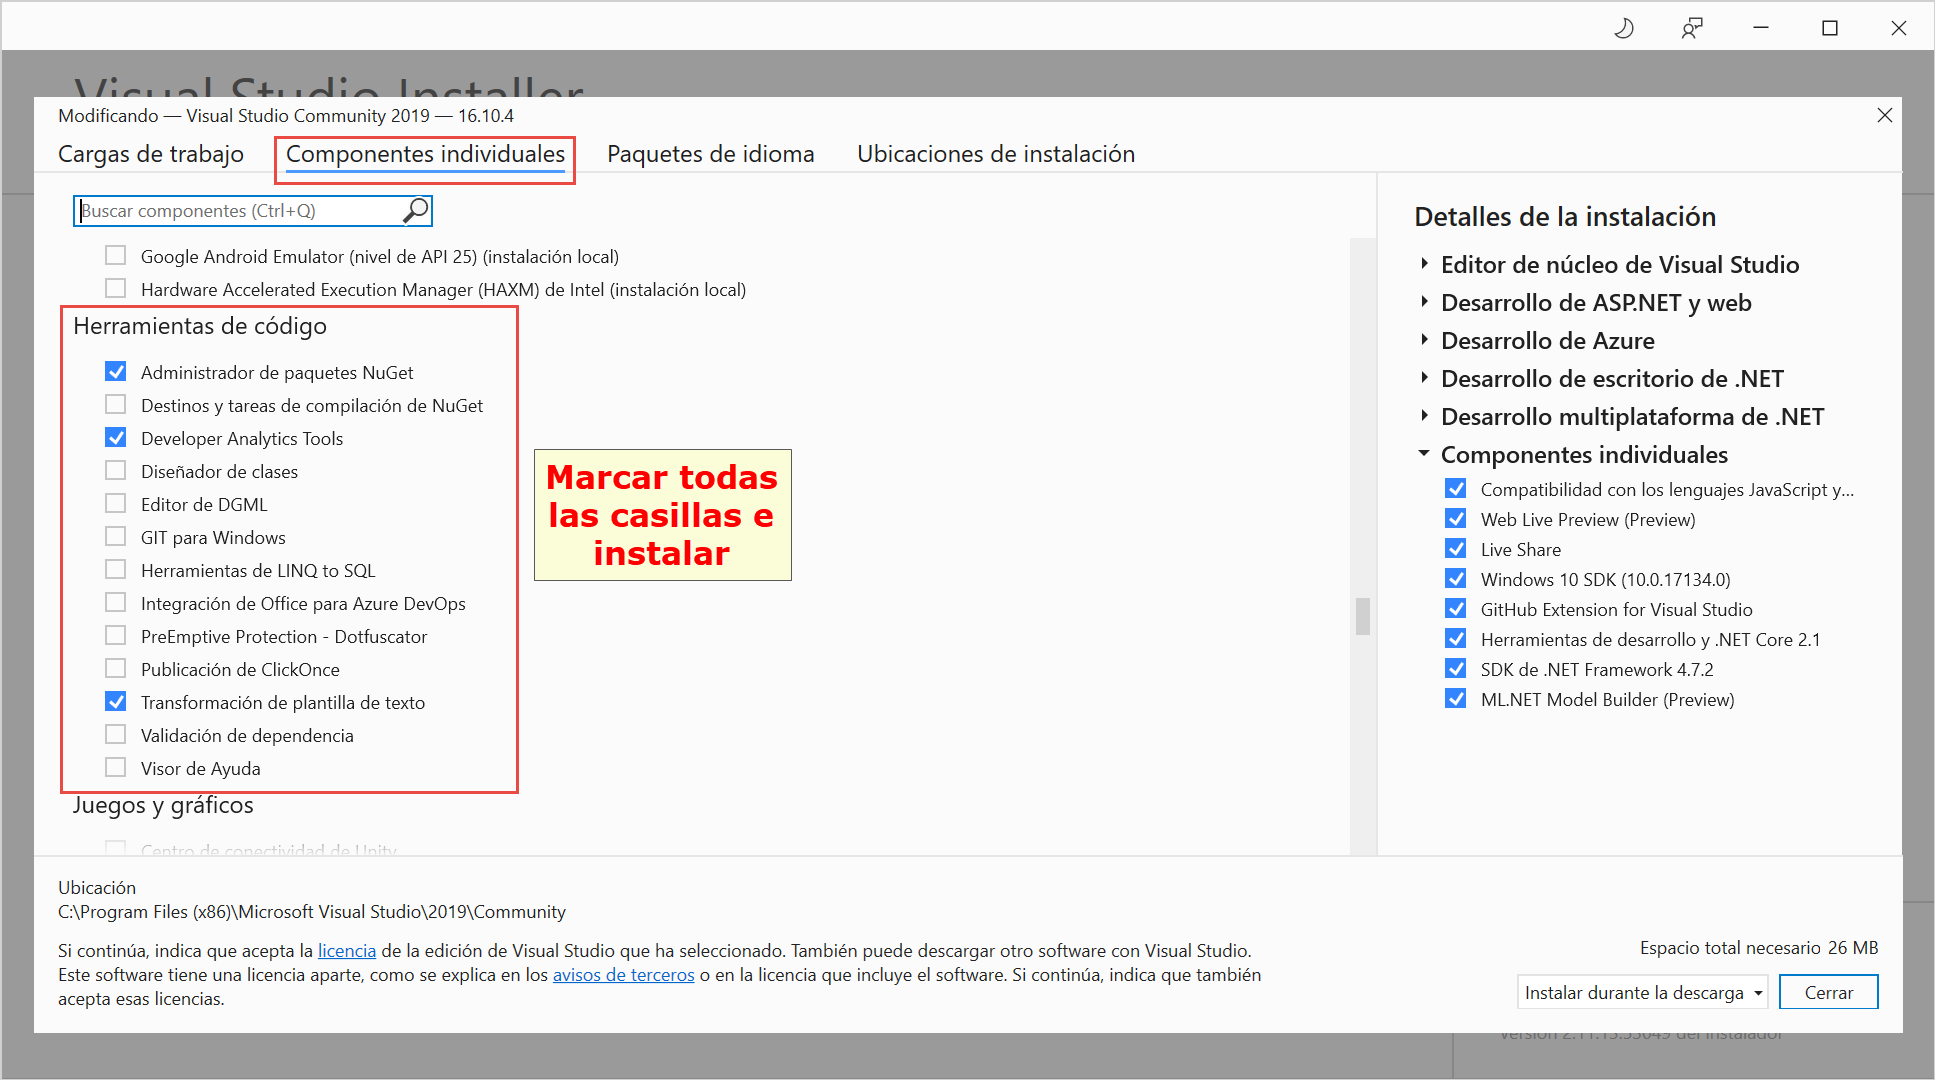 Visual Studio Installer
Modificando — Visual Studio Community 2019 — 16.10.4
Cargas de trabajo
Componentes individuales
Paquetes de idioma
Ubicaciones de instalación
Buscar componentes (Ctrl+Q)
Google Android Emulator (nivel de API 25) (instalación local)
Hardware Accelerated Execution Manager (HAXM) de Intel (instalación local)
Herramientas de código
Administrador de paquetes NuGet
Destinos y tareas de compilación de NuGet
Developer Analytics Tools
Diseñador de clases
Editor de DGML
GIT para Windows
Herramientas de LINQ to SQL
Integración de Office para Azure DevOps
PreEmptive Protection - Dotfuscator
Publicación de ClickOnce
Transformación de plantilla de texto
Validación de dependencia
Visor de Ayuda
Juegos y gráficos
Centro de conectividad de Unity
Marcar todas
las casillas e
instalar
Detalles de la instalación
Editor de núcleo de Visual Studio
Desarrollo de ASP.NET y web
Desarrollo de Azure
Desarrollo de escritorio de .NET
Desarrollo multiplataforma de .NET
Componentes individuales
Compatibilidad con los lenguajes JavaScript y...
Web Live Preview (Preview)
Live Share
Windows 10 SDK (10.0.17134.0)
GitHub Extension for Visual Studio
Herramientas de desarrollo y .NET Core 2.1
SDK de .NET Framework 4.7.2
ML.NET Model Builder (Preview)
Ubicación
C:\Program Files (x86)\Microsoft Visual Studio\2019\Community
Si continúa, indica que acepta la licencia de la edición de Visual Studio que ha seleccionado. También puede descargar otro software con Visual Studio.
Este software tiene una licencia aparte, como se explica en los avisos de terceros o en la licencia que incluye el software. Si continúa, indica que también
acepta esas licencias.
Espacio total necesario 26 MB
Instalar durante la descarga
Cerrar
del instalador